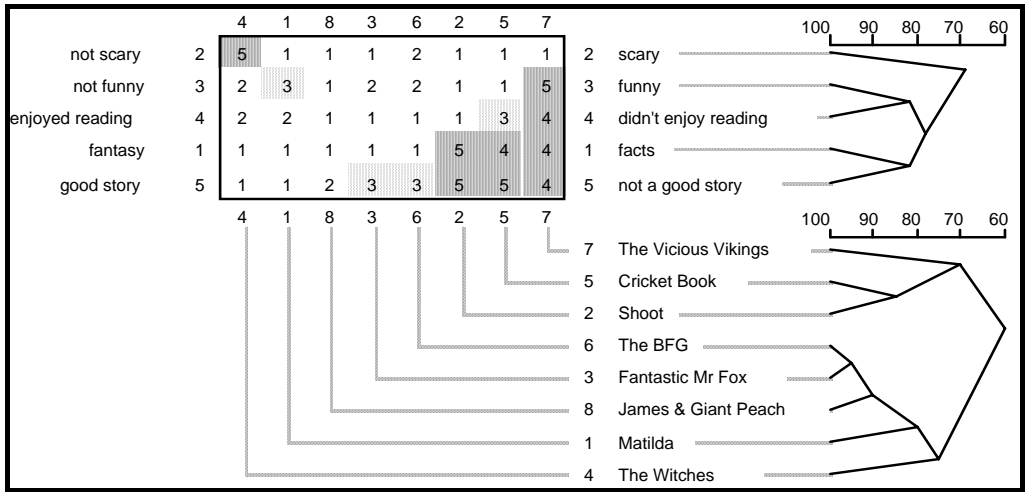 4 1 8 3 6 2 5 7
100 90 80 70 60
not scary 2 5 1 1 1 2 1 1 1 2 scary
not funny 3 2 3 1 2 2 1 1 5 3 funny
enjoyed reading 4 2 2 1 1 1 1 3 4 4 didn't enjoy reading
fantasy 1 1 1 1 1 1 5 4 4 1 facts
good story 5 1 1 2 3 3 5 5 4 5 not a good story
4 1 8 3 6 2 5 7
100 90 80 70 60
7 The Vicious Vikings
5 Cricket Book
2 Shoot
6 The BFG
3 Fantastic Mr Fox
8 James & Giant Peach
1 Matilda
4 The Witches